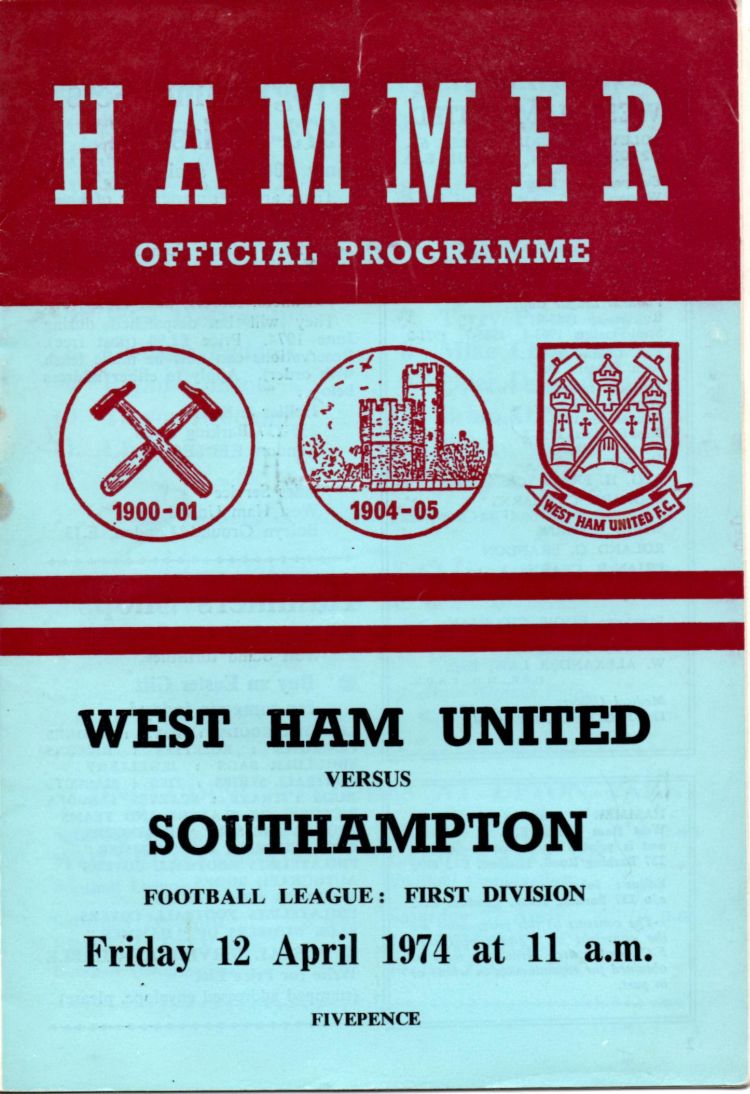 HAMMER
OFFICIAL PROGRAMME
1900-01
1904-05
WEST HAM UNITED F.C.
WEST HAM UNITED
VERSUS
SOUTHAMPTON
FOOTBALL LEAGUE: FIRST DIVISION
Friday 12 April 1974 at 11 a.m.
FIVEPENCE